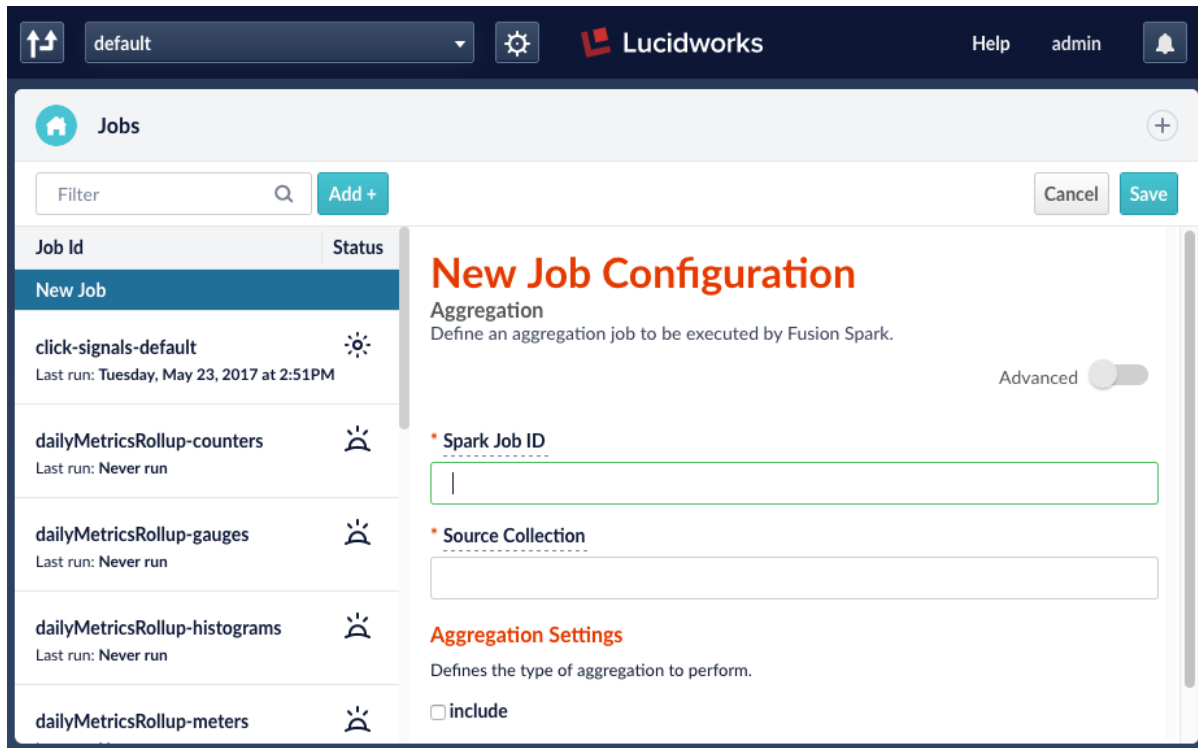 default
Lucidworks
Help
admin
Jobs
Filter
Add +
Cancel
Save
Job Id
Status
New Job
click-signals-default
Last run: Tuesday, May 23, 2017 at 2:51PM
dailyMetricsRollup-counters
Last run: Never run
dailyMetricsRollup-gauges
Last run: Never run
dailyMetricsRollup-histograms
Last run: Never run
dailyMetricsRollup-meters
New Job Configuration
Aggregation
Define an aggregation job to be executed by Fusion Spark.
Advanced
* Spark Job ID
* Source Collection
Aggregation Settings
Defines the type of aggregation to perform.
include